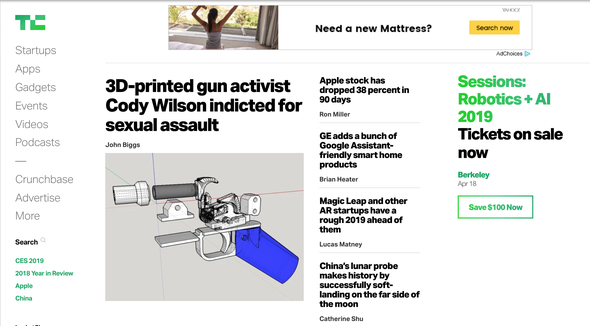 YAHOO!
Need a new Mattress?
Search now
AdChoices
TC
Startups
Apps
Gadgets
Events
Videos
Podcasts
—
Crunchbase
Advertise
More
Search
CES 2019
2018 Year in Review
Apple
China
3D-printed gun activist
Cody Wilson indicted for
sexual assault
John Biggs
Apple stock has
dropped 38 percent in
90 days
Ron Miller
GE adds a bunch of
Google Assistant-
friendly smart home
products
Brian Heater
Magic Leap and other
AR startups have a
rough 2019 ahead of
them
Lucas Matney
China's lunar probe
makes history by
successfully soft-
landing on the far side of
the moon
Catherine Shu
Sessions:
Robotics + AI
2019
Tickets on sale
now
Berkeley
Apr 18
Save $100 Now